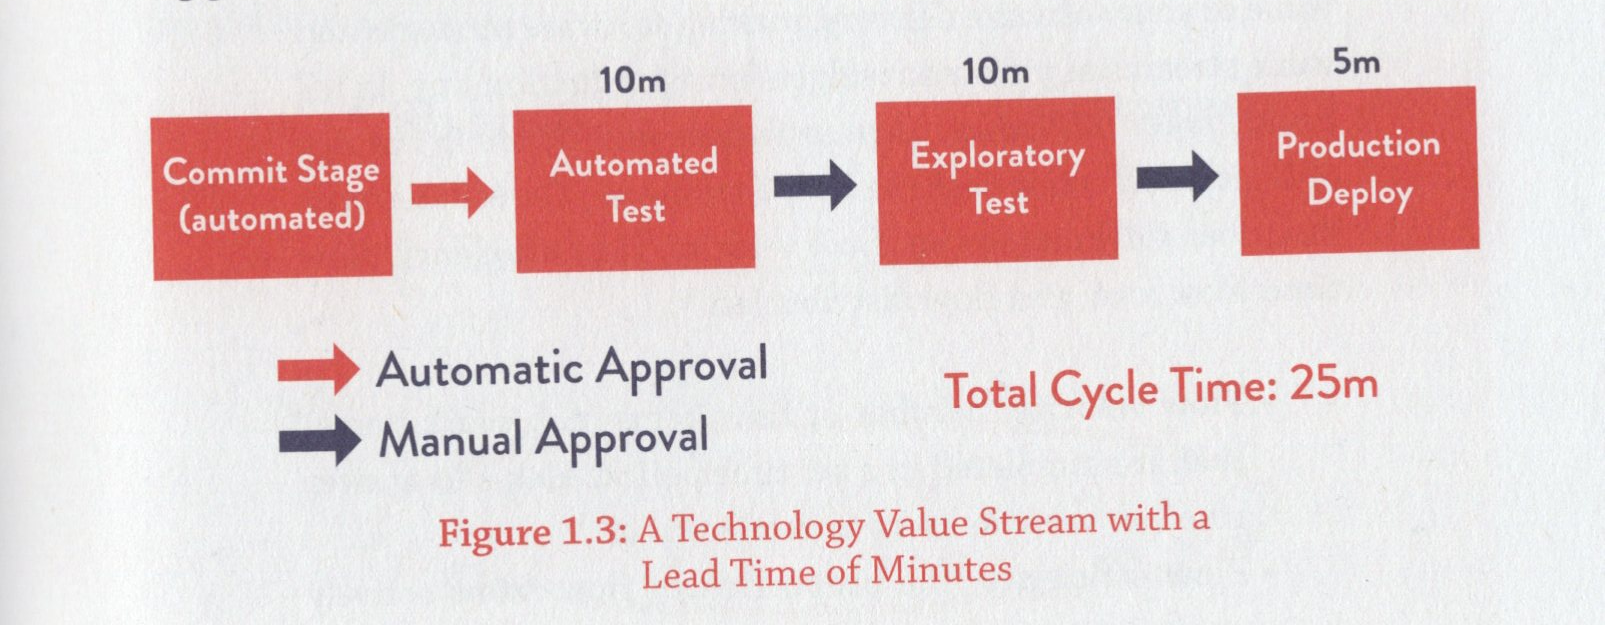 10m
10m
5m
Commit Stage
(automated)
Automated
Test
Exploratory
Test
Production
Deploy
Automatic Approval
Manual Approval
Total Cycle Time: 25m
Figure 1.3: A Technology Value Stream with a
Lead Time of Minutes